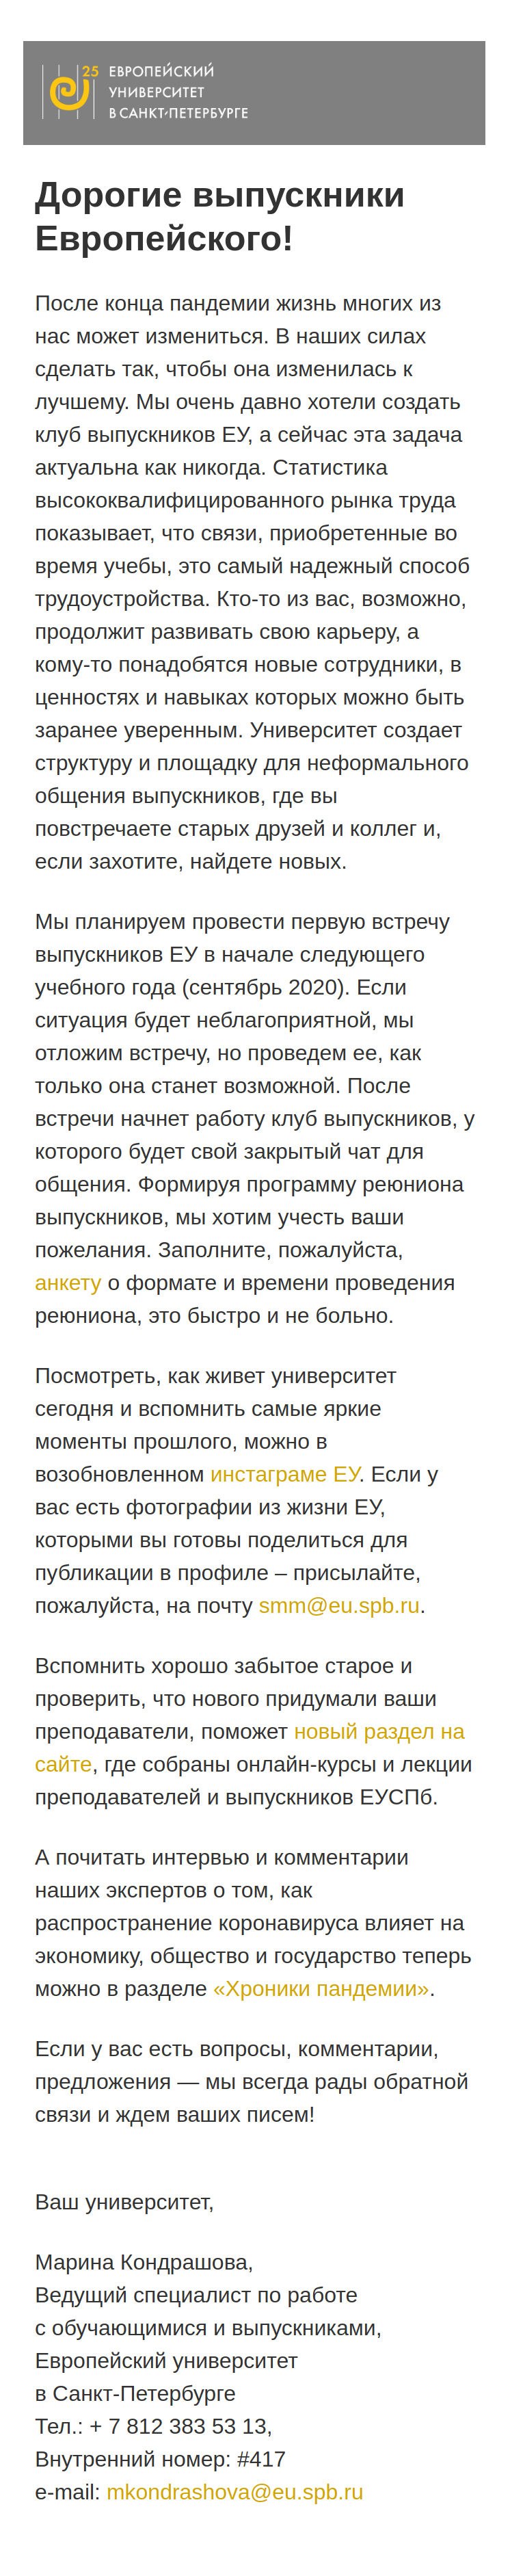 25
ЕВРОПЕЙСКИЙ
УНИВЕРСИТЕТ
В САНКТ-ПЕТЕРБУРГЕ
Дорогие выпускники
Европейского!
После конца пандемии жизнь многих из
нас может измениться. В наших силах
сделать так, чтобы она изменилась к
лучшему. Мы очень давно хотели создать
клуб выпускников ЕУ, а сейчас эта задача
актуальна как никогда. Статистика
высококвалифицированного рынка труда
показывает, что связи, приобретенные во
время учебы, это самый надежный способ
трудоустройства. Кто-то из вас, возможно,
продолжит развивать свою карьеру, а
кому-то понадобятся новые сотрудники, в
ценностях и навыках которых можно быть
заранее уверенным. Университет создает
структуру и площадку для неформального
общения выпускников, где вы
повстречаете старых друзей и коллег и,
если захотите, найдете новых.
Мы планируем провести первую встречу
выпускников ЕУ в начале следующего
учебного года (сентябрь 2020). Если
ситуация будет неблагоприятной, мы
отложим встречу, но проведем ее, как
только она станет возможной. После
встречи начнет работу клуб выпускников, у
которого будет свой закрытый чат для
общения. Формируя программу реюниона
выпускников, мы хотим учесть ваши
пожелания. Заполните, пожалуйста,
анкету о формате и времени проведения
реюниона, это быстро и не больно.
Посмотреть, как живет университет
сегодня и вспомнить самые яркие
моменты прошлого, можно в
возобновленном инстаграме ЕУ. Если у
вас есть фотографии из жизни ЕУ,
которыми вы готовы поделиться для
публикации в профиле – присылайте,
пожалуйста, на почту smm@eu.spb.ru.
Вспомнить хорошо забытое старое и
проверить, что нового придумали ваши
преподаватели, поможет новый раздел на
сайте, где собраны онлайн-курсы и лекции
преподавателей и выпускников ЕУСПб.
А почитать интервью и комментарии
наших экспертов о том, как
распространение коронавируса влияет на
экономику, общество и государство теперь
можно в разделе «Хроники пандемии».
Если у вас есть вопросы, комментарии,
предложения — мы всегда рады обратной
связи и ждем ваших писем!
Ваш университет,
Марина Кондрашова,
Ведущий специалист по работе
с обучающимися и выпускниками,
Европейский университет
в Санкт-Петербурге
Тел.: + 7 812 383 53 13,
Внутренний номер: #417
e-mail: mkondrashova@eu.spb.ru